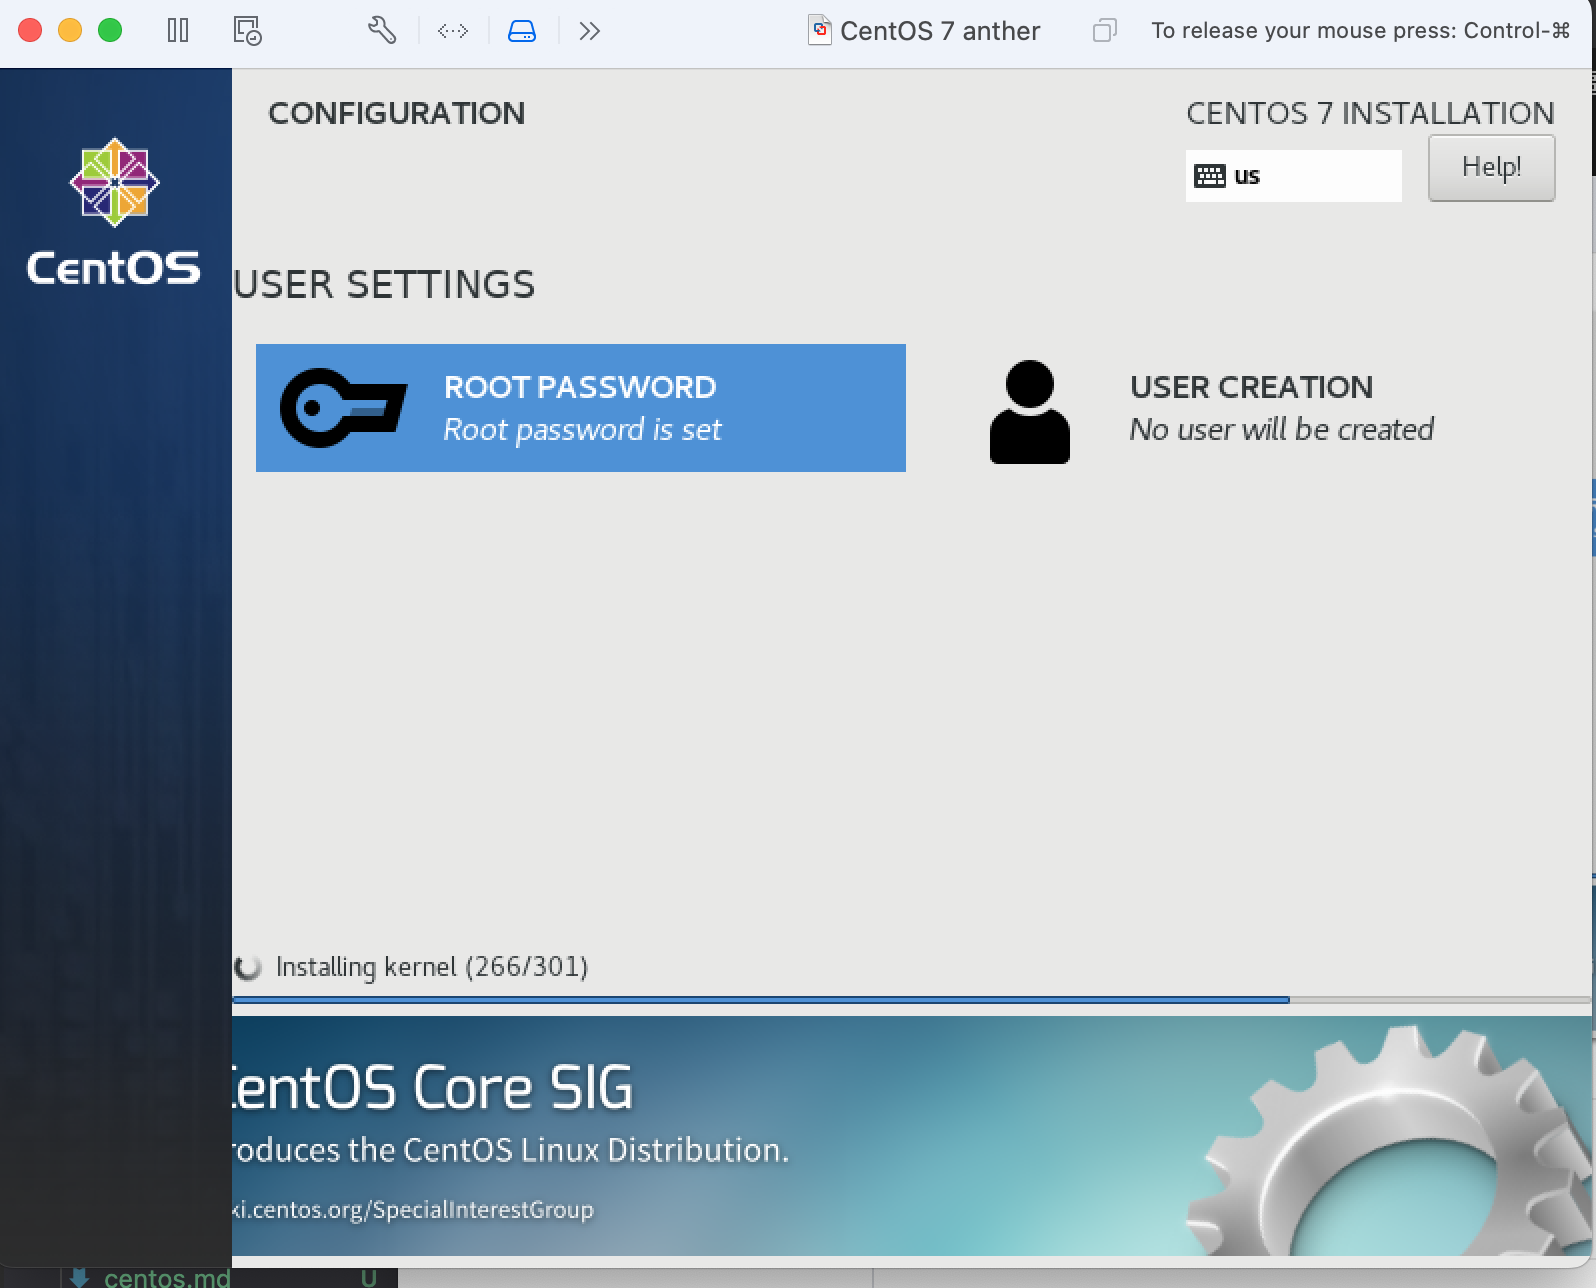 CentOS 7 anther
To release your mouse press: Control-⌘
CentOS
CONFIGURATION
CENTOS 7 INSTALLATION
us
Help!
USER SETTINGS
ROOT PASSWORD
Root password is set
USER CREATION
No user will be created
Installing kernel (266/301)
CentOS Core SIG
roduces the CentOS Linux Distribution.
ki.centos.org/SpecialInterestGroup
centos.md
U